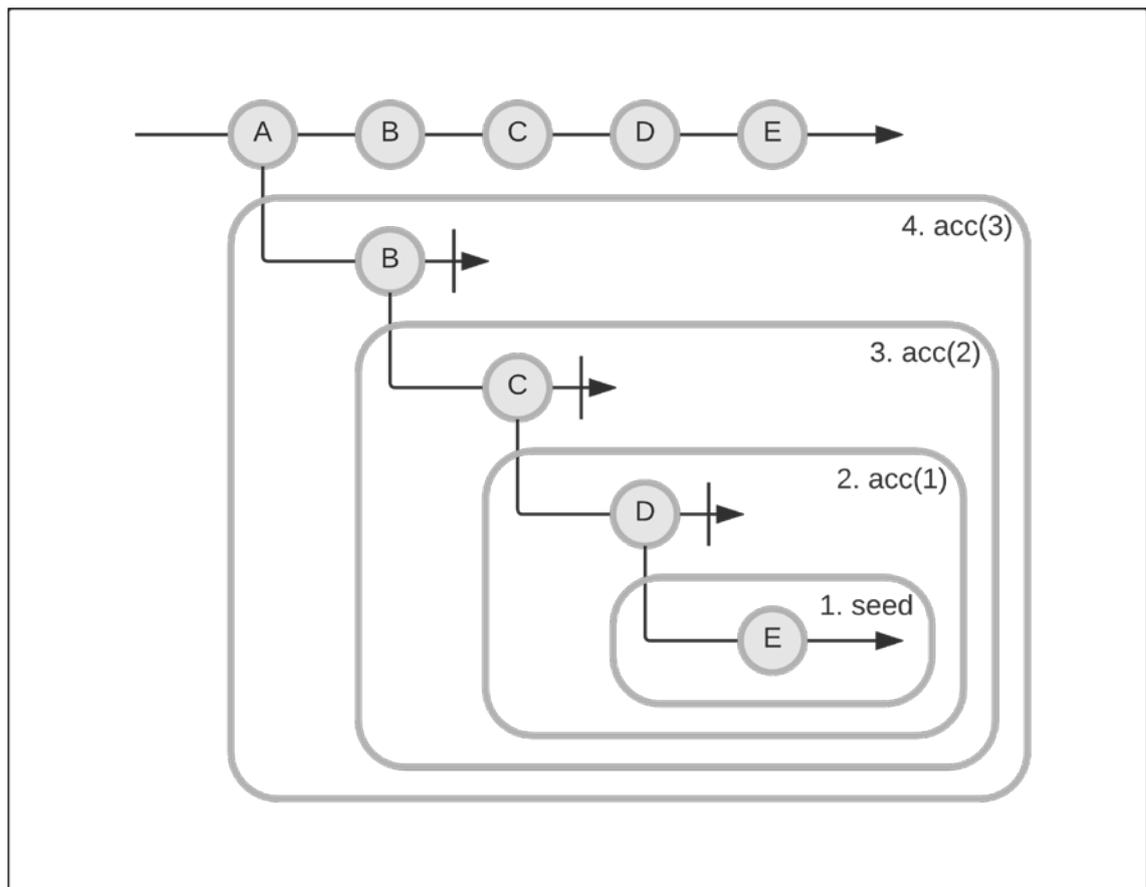 A B C D E
4. acc(3)
B
3. acc(2)
C
2. acc(1)
D
1. seed
E